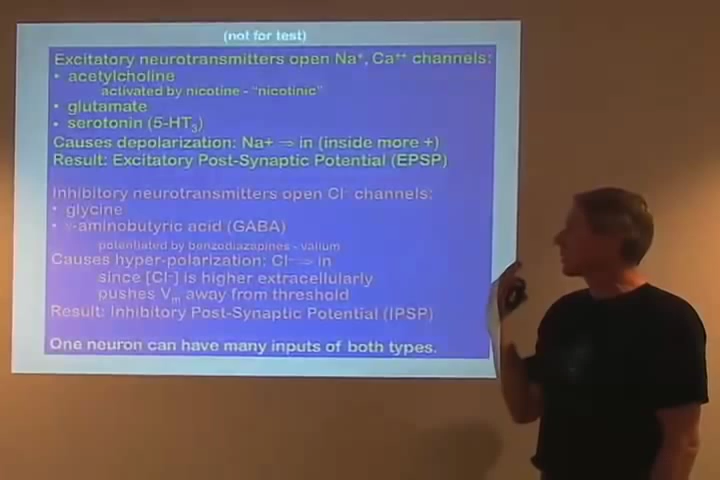 (not for test)
Excitatory neurotransmitters open Na⁺, Ca⁺⁺ channels:
• acetylcholine
activated by nicotine - "nicotinic"
• glutamate
• serotonin (5-HT₃)
Causes depolarization: Na+ ⇒ in (inside more +)
Result: Excitatory Post-Synaptic Potential (EPSP)
Inhibitory neurotransmitters open Cl⁻ channels:
• glycine
• -aminobutyric acid (GABA)
potentiated by benzodiazapines - valium
Causes hyper-polarization: Cl⁻ ⇒ in
since [Cl⁻] is higher extracellularly
pushes Vₘ away from threshold
Result: Inhibitory Post-Synaptic Potential (IPSP)
One neuron can have many inputs of both types.